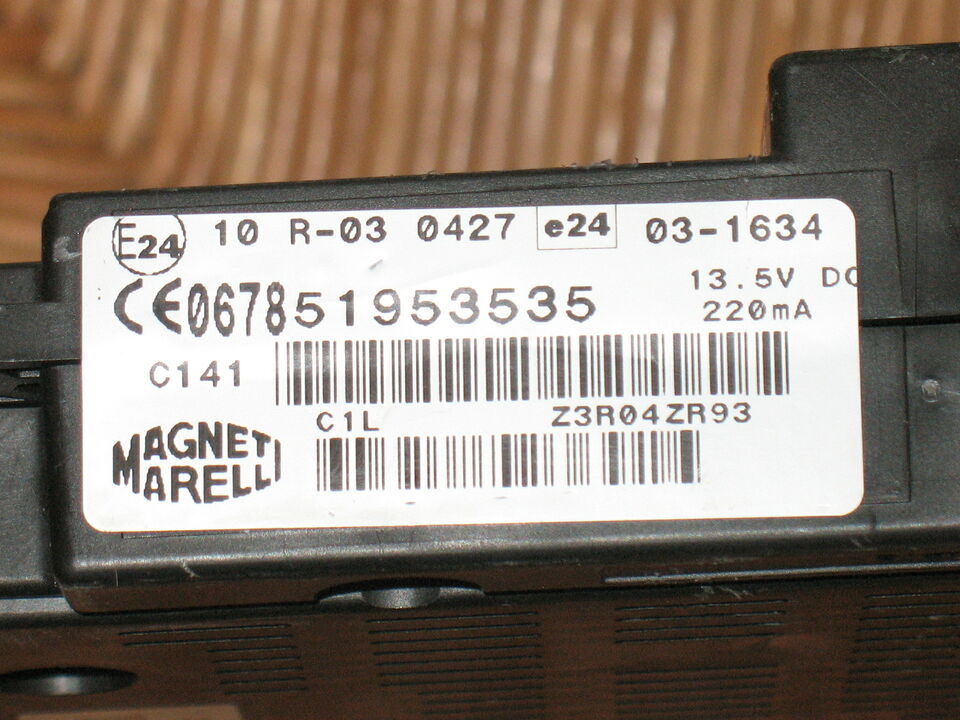 E24 10 R-03 0427 e24 03-1634
13.5V DC
CE0678 51953535
220mA
C141
C1L Z3R04ZR93
MAGNETI
MARELLI